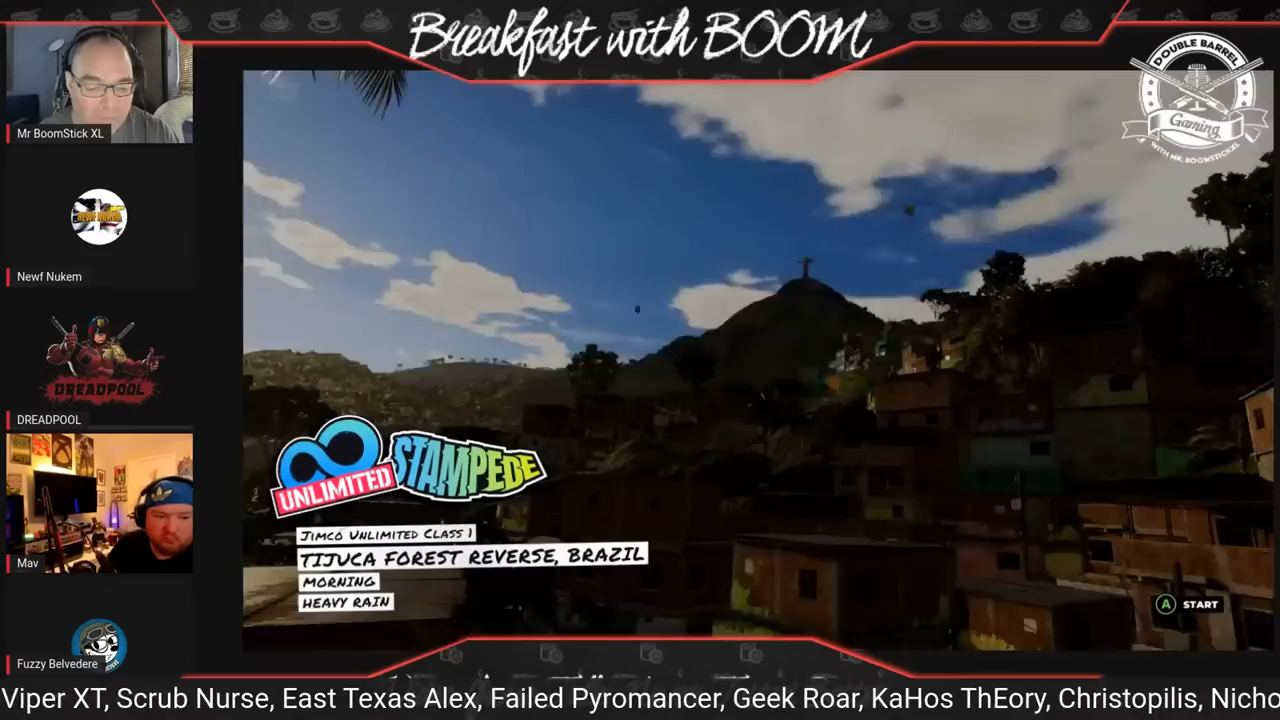 Breakfast with BOOM
DOUBLE BARREL
Gaming
WITH MR. BOOMSTICKXL
Mr BoomStick XL
NEWF NUKEM
Newf Nukem
DREADPOOL
DREADPOOL
Mav
Fuzzy Belvedere
UNLIMITED STAMPEDE
JIMCO UNLIMITED CLASS 1
TIJUCA FOREST REVERSE, BRAZIL
MORNING
HEAVY RAIN
A START
Viper XT, Scrub Nurse, East Texas Alex, Failed Pyromancer, Geek Roar, KaHos ThEory, Christopilis, Nicho